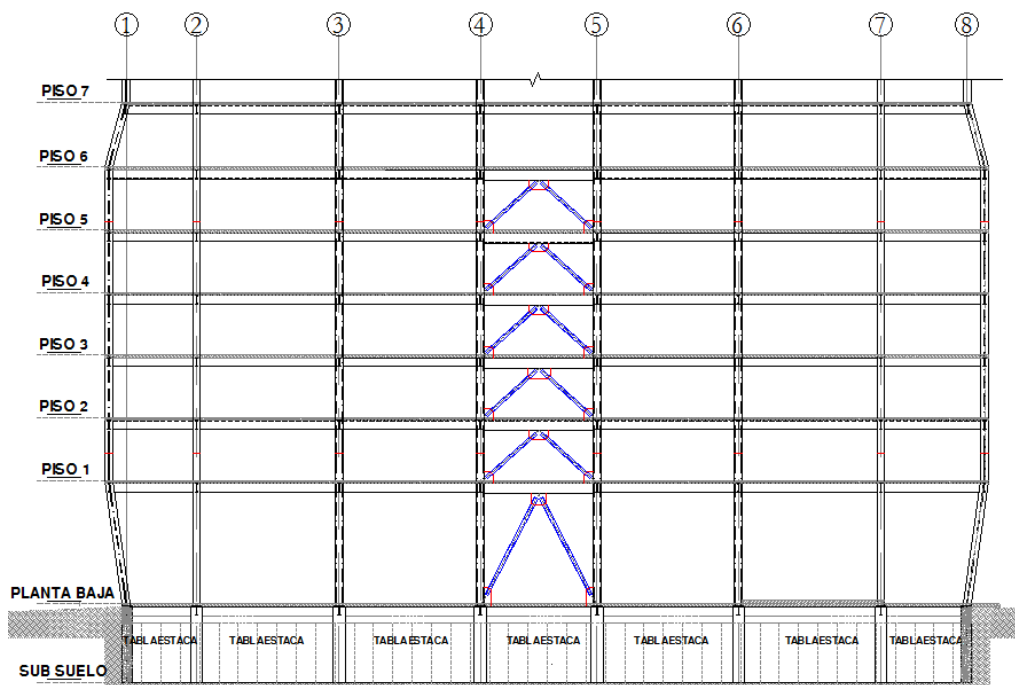 1 2 3 4 5 6 7 8
PISO 7
PISO 6
PISO 5
PISO 4
PISO 3
PISO 2
PISO 1
PLANTA BAJA
TABLAESTACA TABLAESTACA TABLAESTACA TABLAESTACA TABLAESTACA TABLAESTACA TABLAESTACA
SUB SUELO